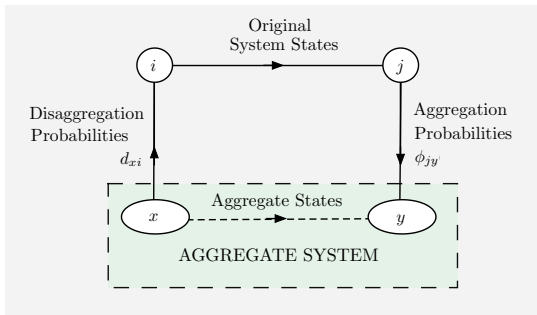 Original
System States
i
j
Disaggregation
Probabilities
d_{xi}
Aggregation
Probabilities
ϕ_{jy}
Aggregate States
x
y
AGGREGATE SYSTEM